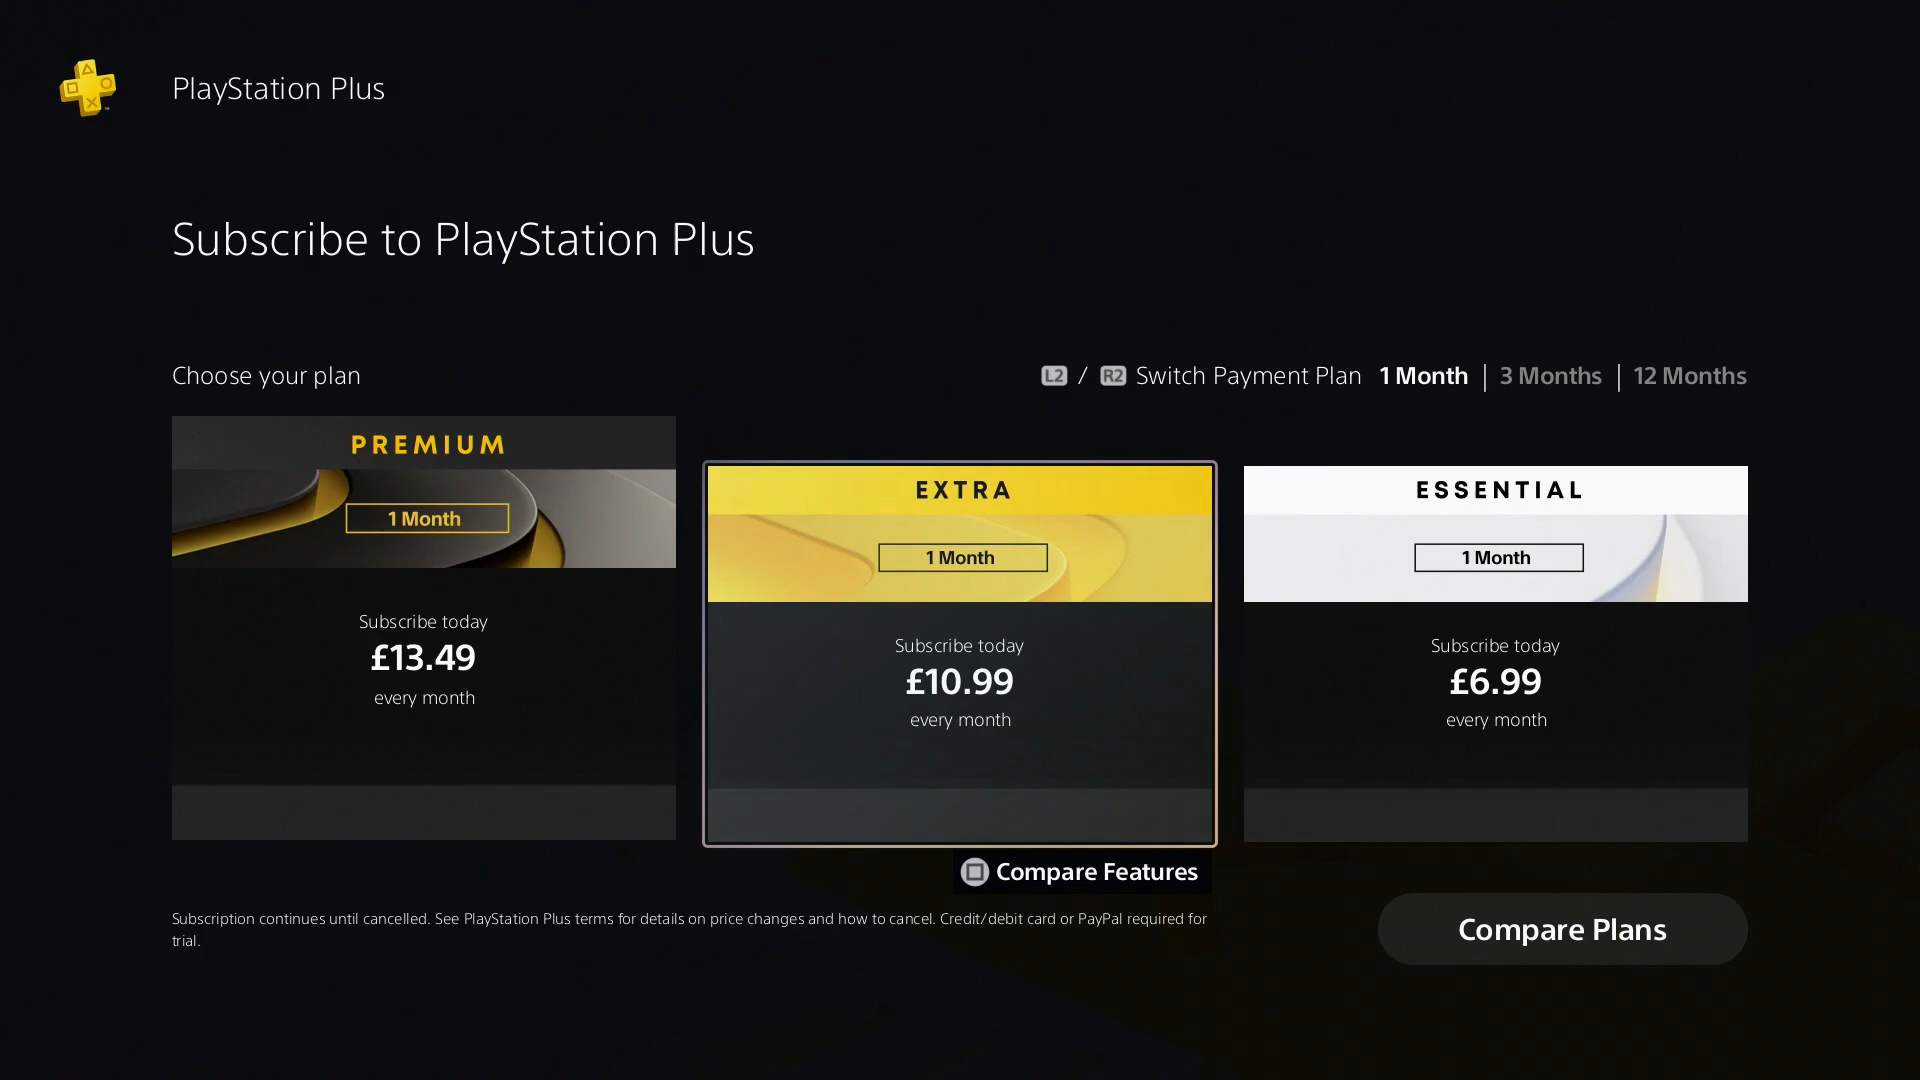 PlayStation Plus
Subscribe to PlayStation Plus
Choose your plan
L2 / R2 Switch Payment Plan 1 Month | 3 Months | 12 Months
PREMIUM
1 Month
Subscribe today
£13.49
every month
EXTRA
1 Month
Subscribe today
£10.99
every month
ESSENTIAL
1 Month
Subscribe today
£6.99
every month
Compare Features
Subscription continues until cancelled. See PlayStation Plus terms for details on price changes and how to cancel. Credit/debit card or PayPal required for
trial.
Compare Plans